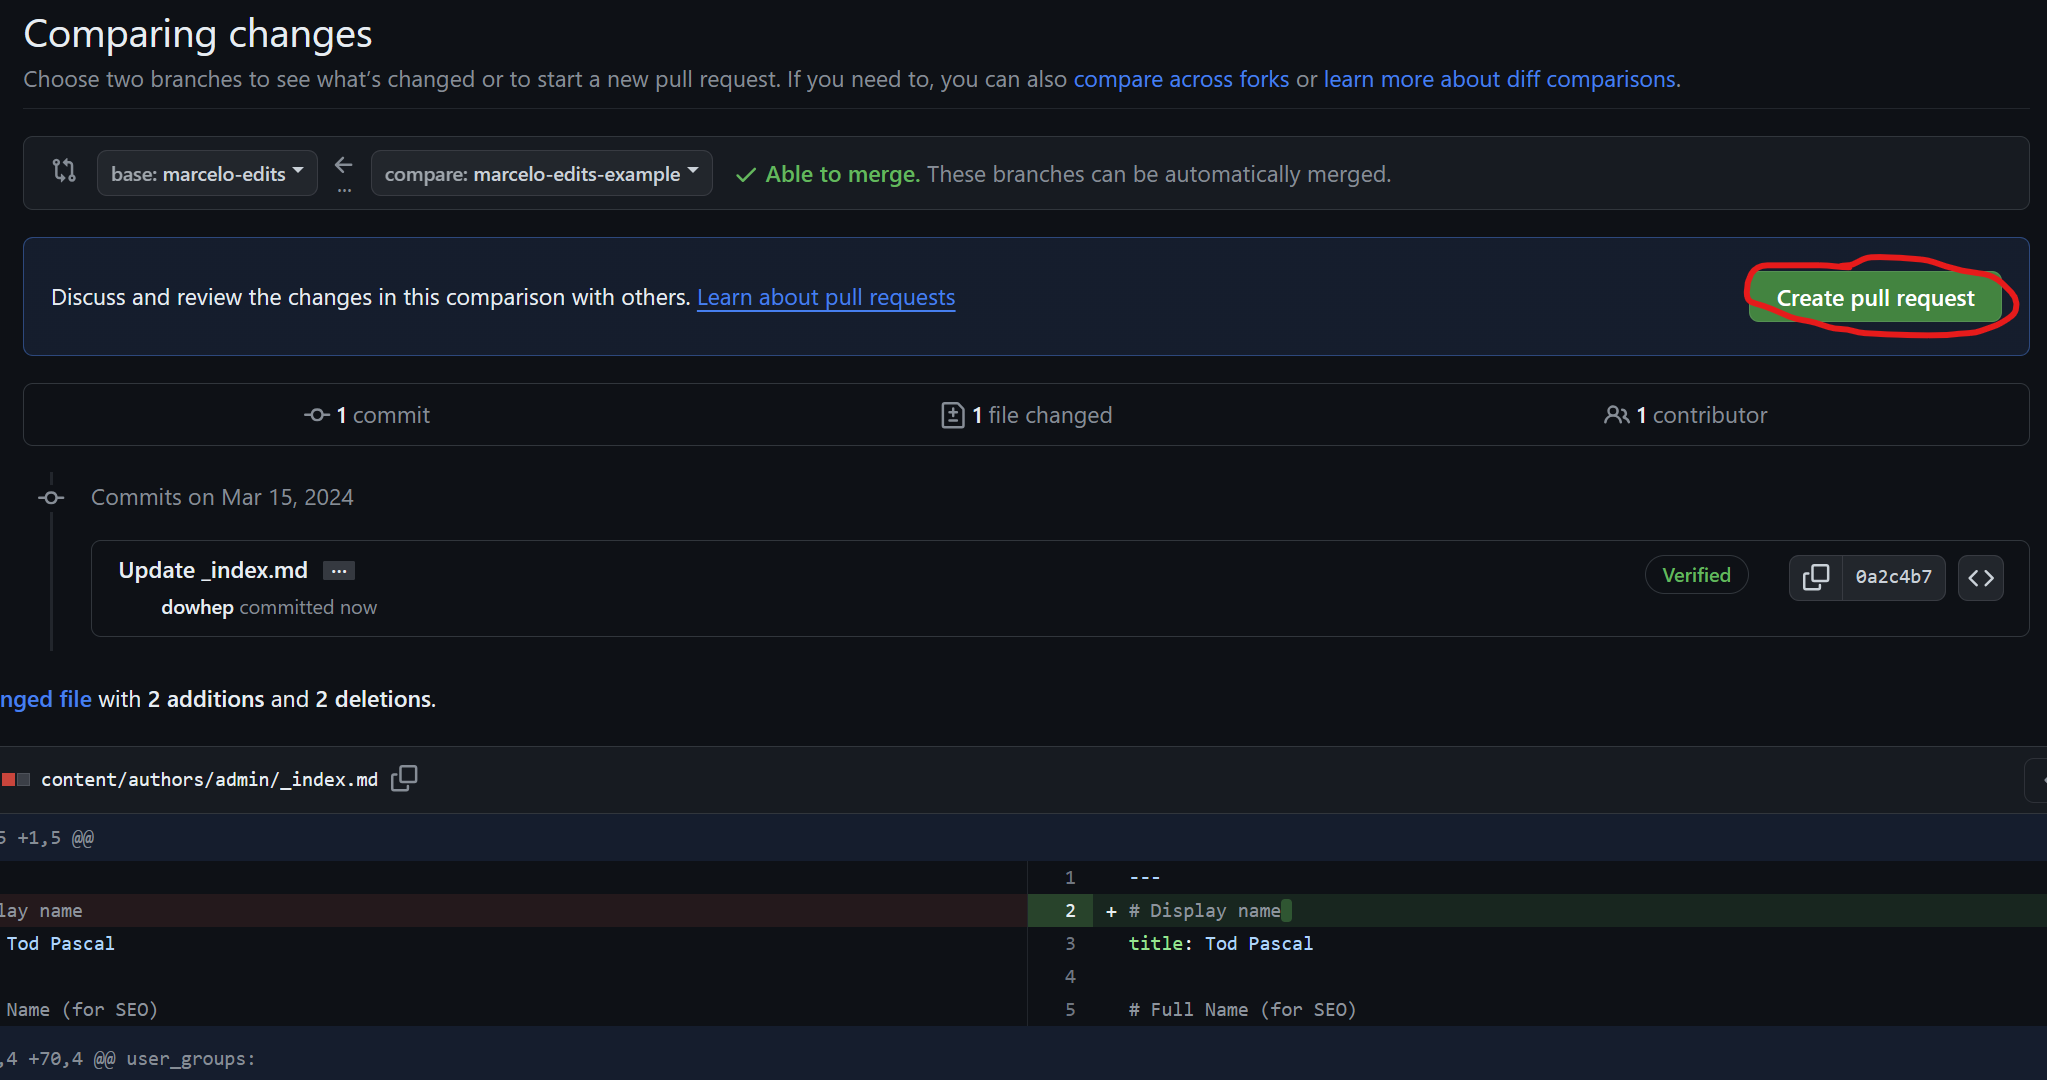 Comparing changes
Choose two branches to see what's changed or to start a new pull request. If you need to, you can also compare across forks or learn more about diff comparisons.
base: marcelo-edits ... compare: marcelo-edits-example Able to merge. These branches can be automatically merged.
Discuss and review the changes in this comparison with others. Learn about pull requests Create pull request
1 commit 1 file changed 1 contributor
Commits on Mar 15, 2024
Update _index.md ... Verified 0a2c4b7 <>
dowhep committed now
nged file with 2 additions and 2 deletions.
content/authors/admin/_index.md
5 +1,5 @@
1 ---
lay name 2 + # Display name
Tod Pascal 3 title: Tod Pascal
4
Name (for SEO) 5 # Full Name (for SEO)
,4 +70,4 @@ user_groups: